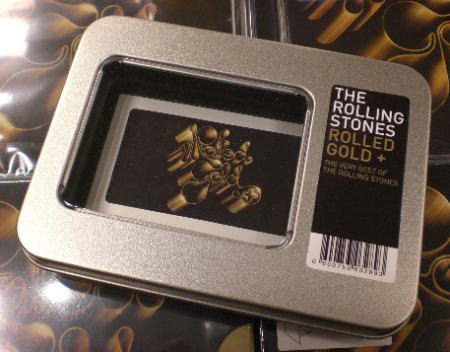 THE
ROLLING
STONES
ROLLED
GOLD +
THE VERY BEST OF
THE ROLLING STONES